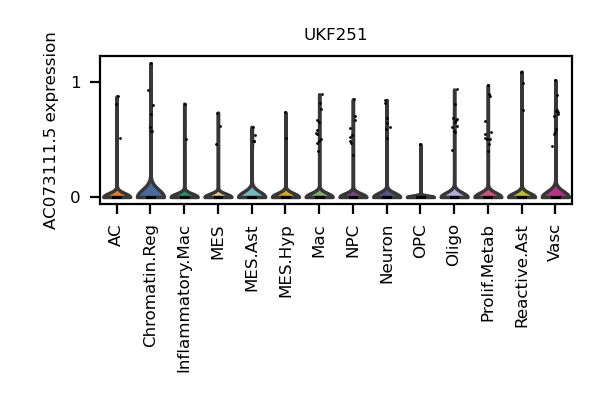 UKF251
AC073111.5 expression
1
0
AC
Chromatin.Reg
Inflammatory.Mac
MES
MES.Ast
MES.Hyp
Mac
NPC
Neuron
OPC
Oligo
Prolif.Metab
Reactive.Ast
Vasc